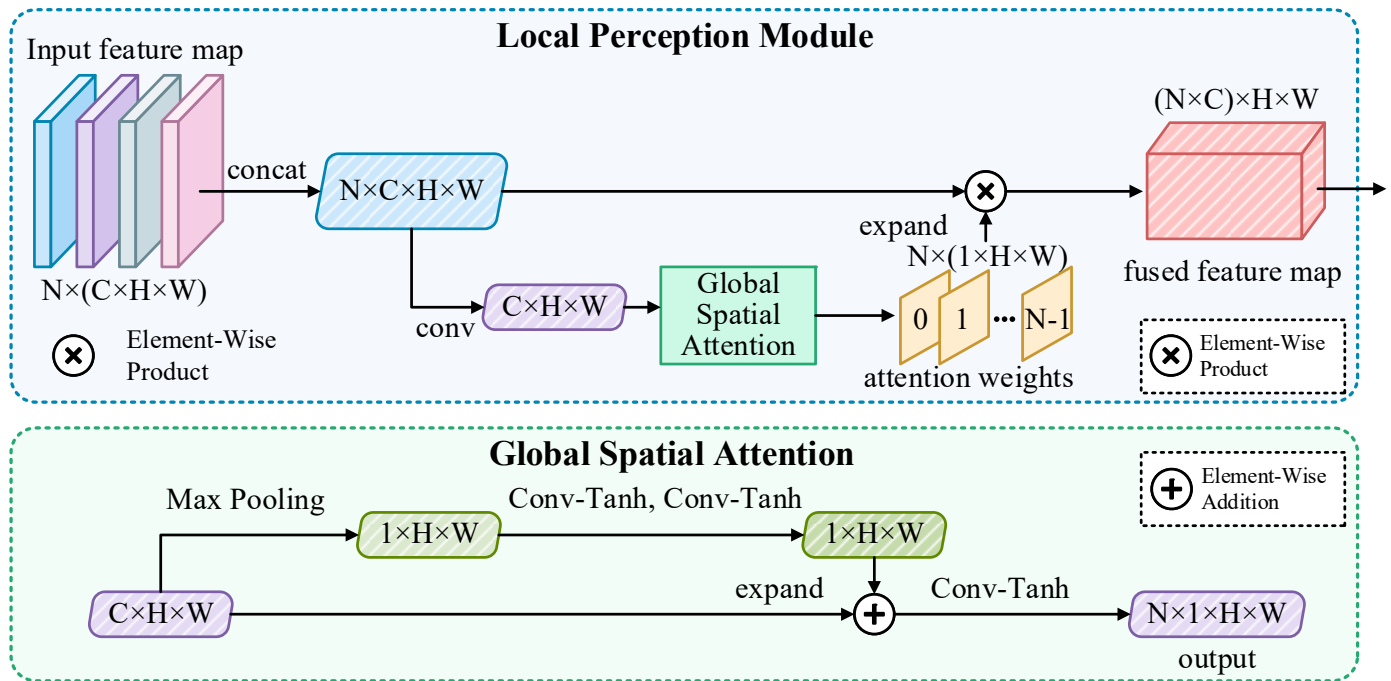 Local Perception Module
Input feature map
N×(C×H×W)
concat
N×C×H×W
conv
C×H×W
Global
Spatial
Attention
expand
N×(1×H×W)
0
1
...
N-1
attention weights
(N×C)×H×W
fused feature map
Element-Wise
Product
Element-Wise
Product
Global Spatial Attention
Max Pooling
Conv-Tanh, Conv-Tanh
1×H×W
1×H×W
C×H×W
expand
Conv-Tanh
N×1×H×W
output
Element-Wise
Addition